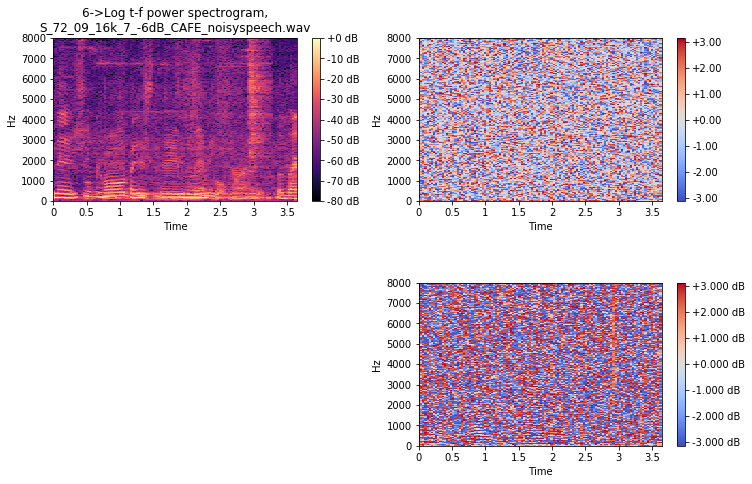 6->Log t-f power spectrogram,
S_72_09_16k_7_-6dB_CAFE_noisyspeech.wav
8000
7000
6000
5000
4000
3000
2000
1000
0
Hz
0 0.5 1 1.5 2 2.5 3 3.5
Time
+0 dB
-10 dB
-20 dB
-30 dB
-40 dB
-50 dB
-60 dB
-70 dB
-80 dB
8000
7000
6000
5000
4000
3000
2000
1000
0
Hz
0 0.5 1 1.5 2 2.5 3 3.5
Time
+3.00
+2.00
+1.00
+0.00
-1.00
-2.00
-3.00
8000
7000
6000
5000
4000
3000
2000
1000
0
Hz
0 0.5 1 1.5 2 2.5 3 3.5
Time
+3.000 dB
+2.000 dB
+1.000 dB
+0.000 dB
-1.000 dB
-2.000 dB
-3.000 dB